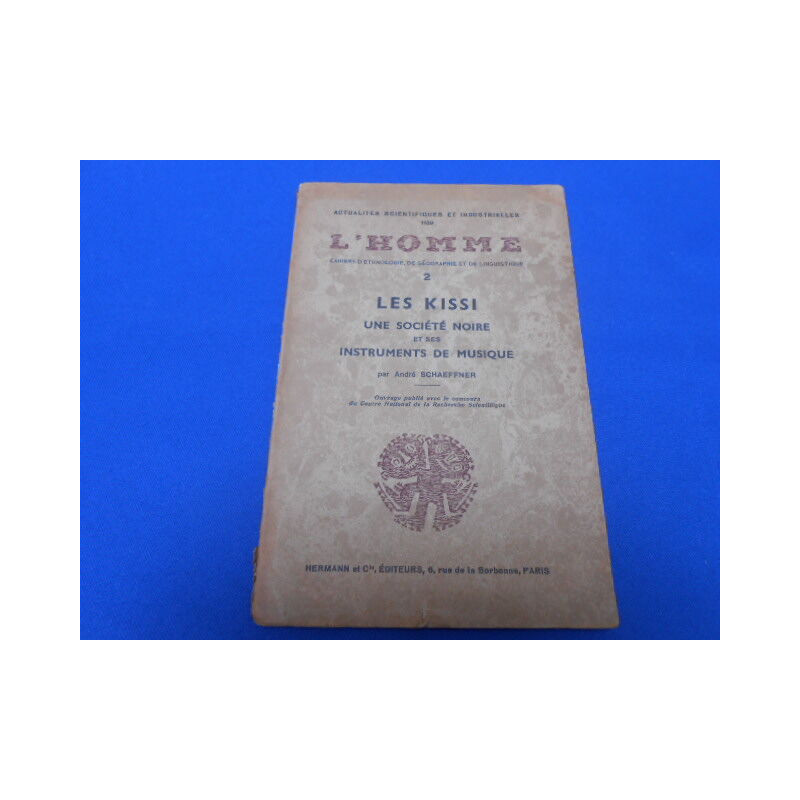 ACTUALITÉS SCIENTIFIQUES ET INDUSTRIELLES
1139
L'HOMME
CAHIERS D'ETHNOLOGIE, DE GÉOGRAPHIE ET DE LINGUISTIQUE
2
LES KISSI
UNE SOCIÉTÉ NOIRE
ET SES
INSTRUMENTS DE MUSIQUE
par André SCHAEFFNER
Ouvrage publié avec le concours
du Centre National de la Recherche Scientifique
HERMANN et Cie, ÉDITEURS, 6, rue de la Sorbonne, PARIS